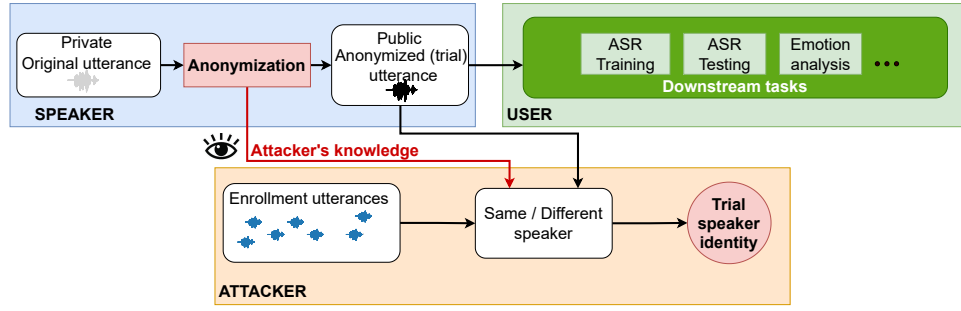 Private
Original utterance
Anonymization
Public
Anonymized (trial)
utterance
SPEAKER
ASR
Training
ASR
Testing
Emotion
analysis
Downstream tasks
USER
Attacker's knowledge
Enrollment utterances
Same / Different
speaker
Trial
speaker
identity
ATTACKER